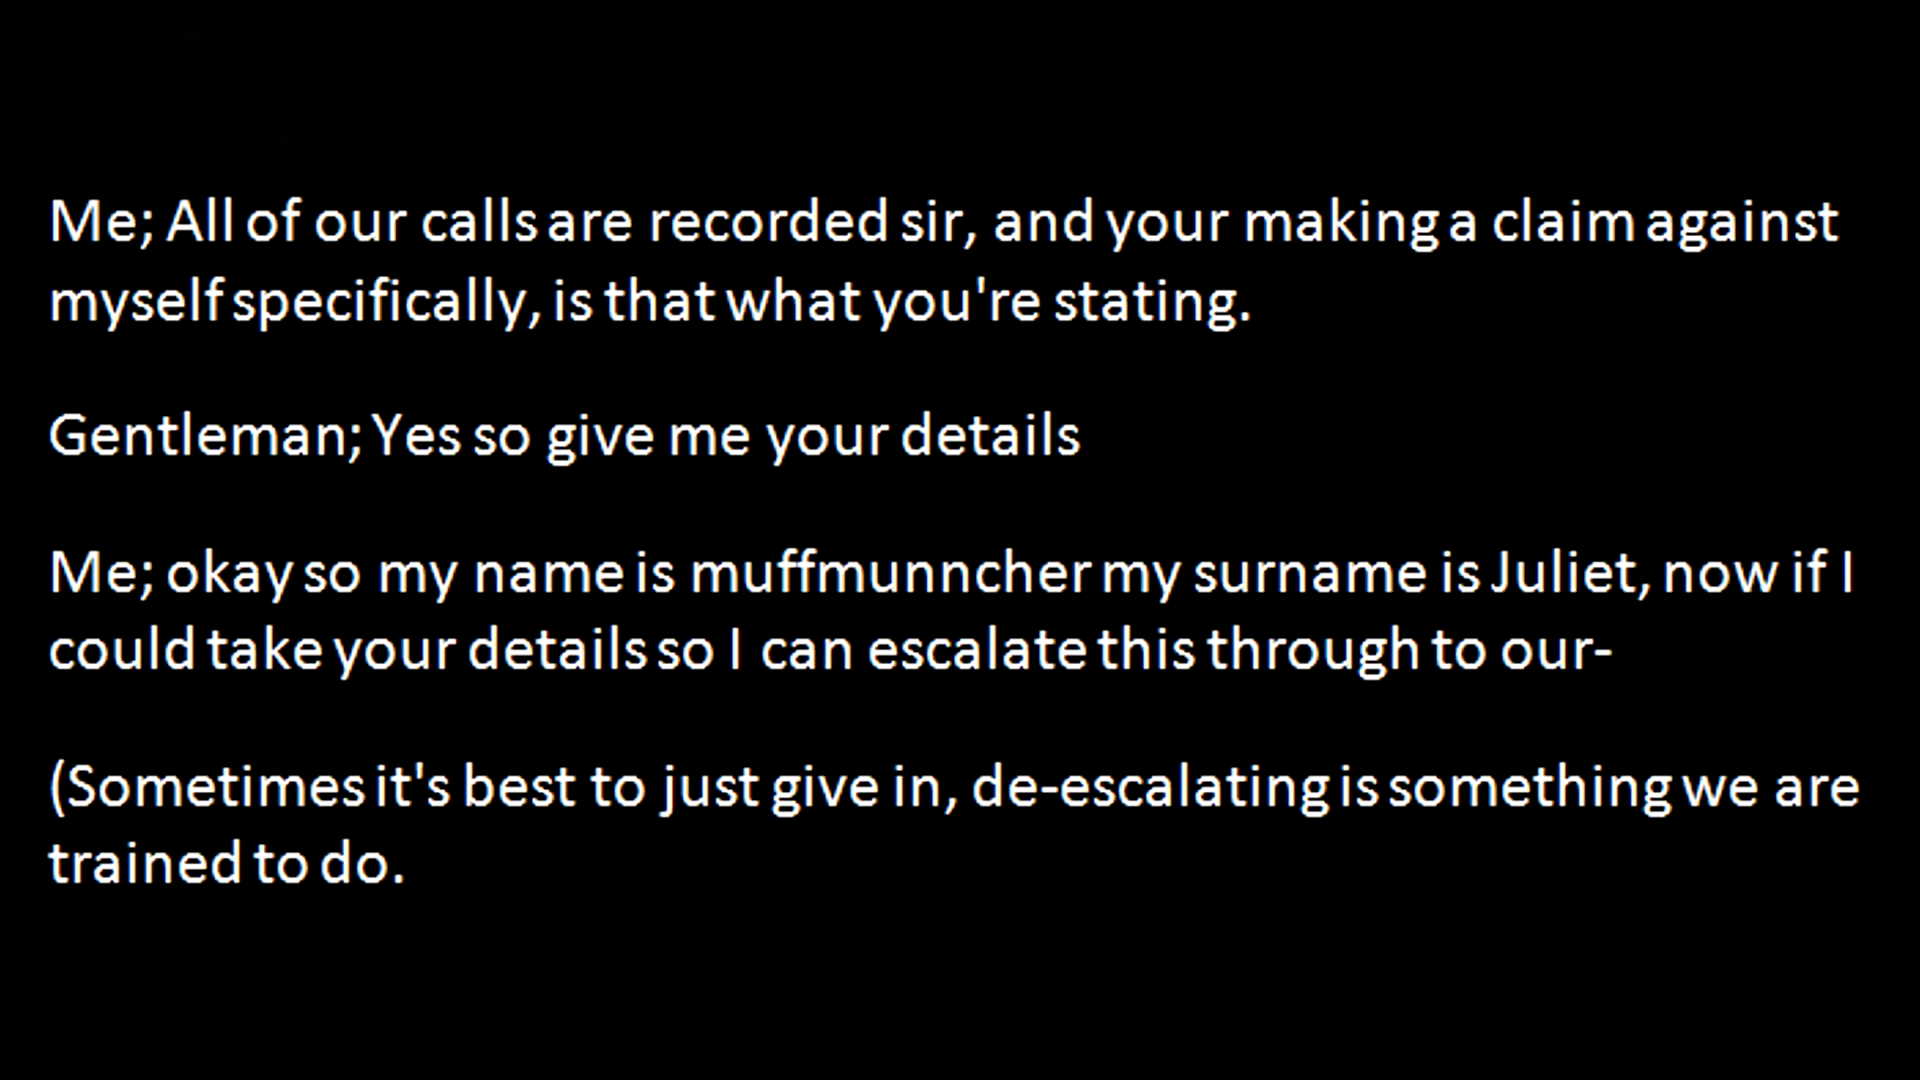 Me; All of our calls are recorded sir, and your making a claim against
myself specifically, is that what you're stating.
Gentleman; Yes so give me your details
Me; okay so my name is muffmunncher my surname is Juliet, now if I
could take your details so I can escalate this through to our-
(Sometimes it's best to just give in, de-escalating is something we are
trained to do.